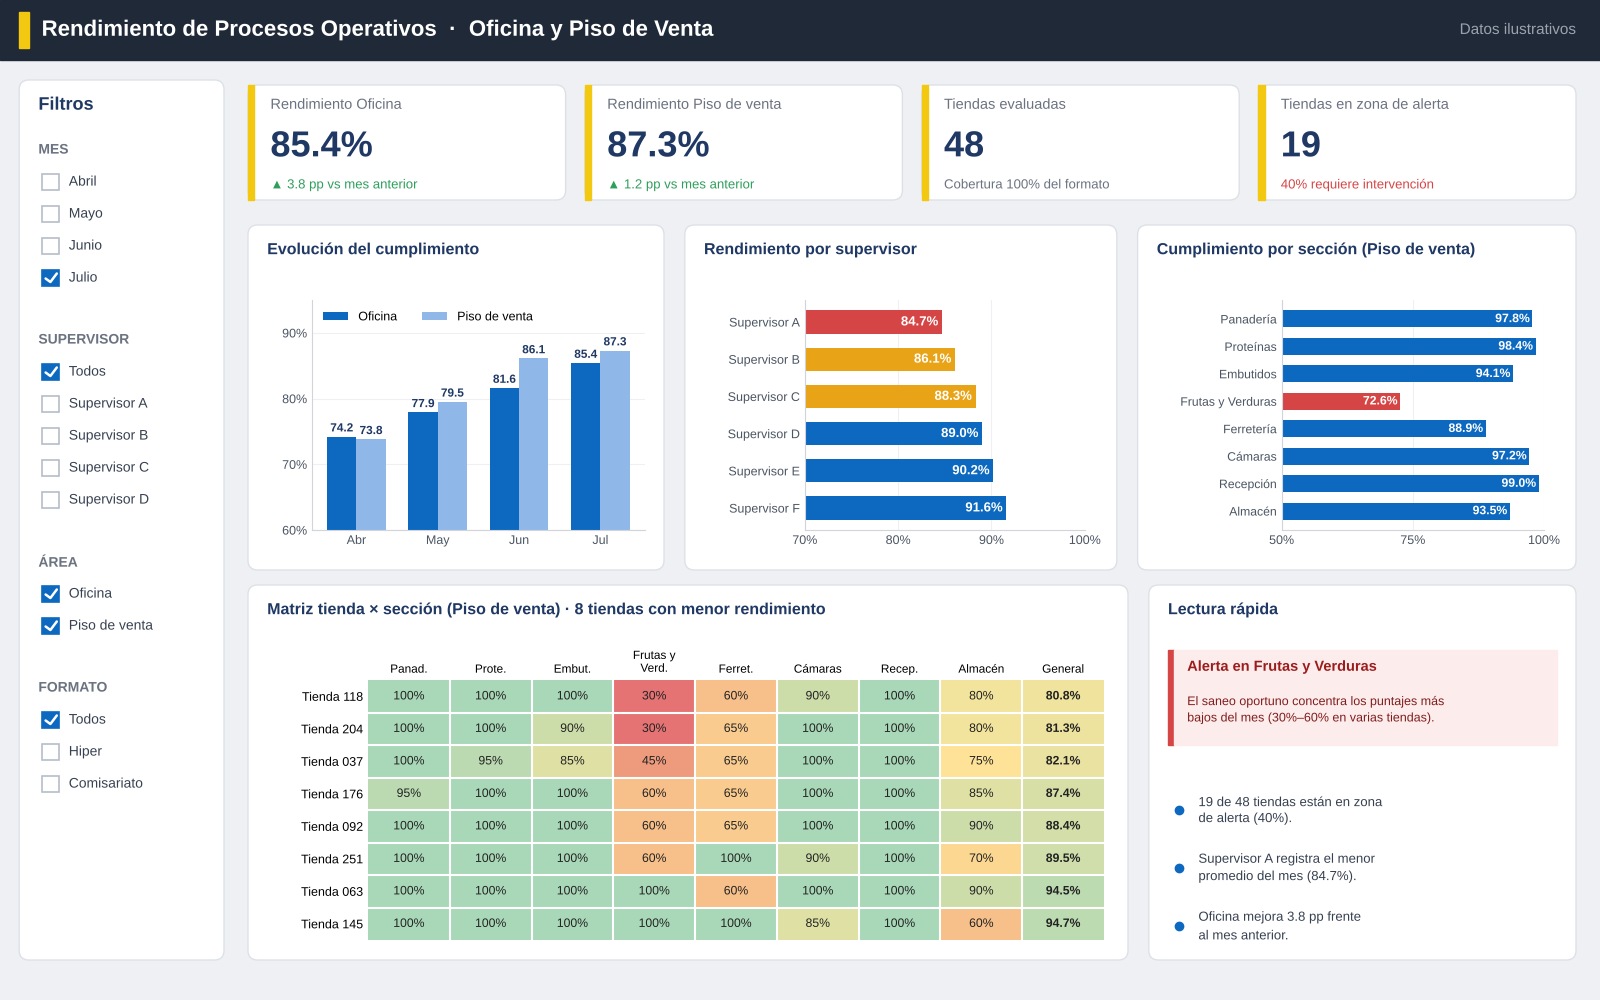 Rendimiento de Procesos Operativos · Oficina y Piso de Venta
Datos ilustrativos
Filtros
MES
Abril
Mayo
Junio
Julio
SUPERVISOR
Todos
Supervisor A
Supervisor B
Supervisor C
Supervisor D
ÁREA
Oficina
Piso de venta
FORMATO
Todos
Hiper
Comisariato
Rendimiento Oficina
85.4%
▲ 3.8 pp vs mes anterior
Rendimiento Piso de venta
87.3%
▲ 1.2 pp vs mes anterior
Tiendas evaluadas
48
Cobertura 100% del formato
Tiendas en zona de alerta
19
40% requiere intervención
Evolución del cumplimiento
Oficina Piso de venta
90%
80%
70%
60%
74.2 73.8
77.9 79.5
81.6 86.1
85.4 87.3
Abr May Jun Jul
Rendimiento por supervisor
Supervisor A 84.7%
Supervisor B 86.1%
Supervisor C 88.3%
Supervisor D 89.0%
Supervisor E 90.2%
Supervisor F 91.6%
70% 80% 90% 100%
Cumplimiento por sección (Piso de venta)
Panadería 97.8%
Proteínas 98.4%
Embutidos 94.1%
Frutas y Verduras 72.6%
Ferretería 88.9%
Cámaras 97.2%
Recepción 99.0%
Almacén 93.5%
50% 75% 100%
Matriz tienda × sección (Piso de venta) · 8 tiendas con menor rendimiento
Panad. Prote. Embut. Frutas y Verd. Ferret. Cámaras Recep. Almacén General
Tienda 118 100% 100% 100% 30% 60% 90% 100% 80% 80.8%
Tienda 204 100% 100% 90% 30% 65% 100% 100% 80% 81.3%
Tienda 037 100% 95% 85% 45% 65% 100% 100% 75% 82.1%
Tienda 176 95% 100% 100% 60% 65% 100% 100% 85% 87.4%
Tienda 092 100% 100% 100% 60% 65% 100% 100% 90% 88.4%
Tienda 251 100% 100% 100% 60% 100% 90% 100% 70% 89.5%
Tienda 063 100% 100% 100% 100% 60% 100% 100% 90% 94.5%
Tienda 145 100% 100% 100% 100% 100% 85% 100% 60% 94.7%
Lectura rápida
Alerta en Frutas y Verduras
El saneo oportuno concentra los puntajes más
bajos del mes (30%–60% en varias tiendas).
19 de 48 tiendas están en zona
de alerta (40%).
Supervisor A registra el menor
promedio del mes (84.7%).
Oficina mejora 3.8 pp frente
al mes anterior.